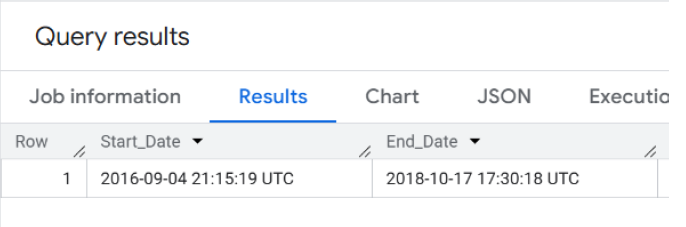 Query results
Job information Results Chart JSON Executio
Row Start_Date End_Date
1 2016-09-04 21:15:19 UTC 2018-10-17 17:30:18 UTC